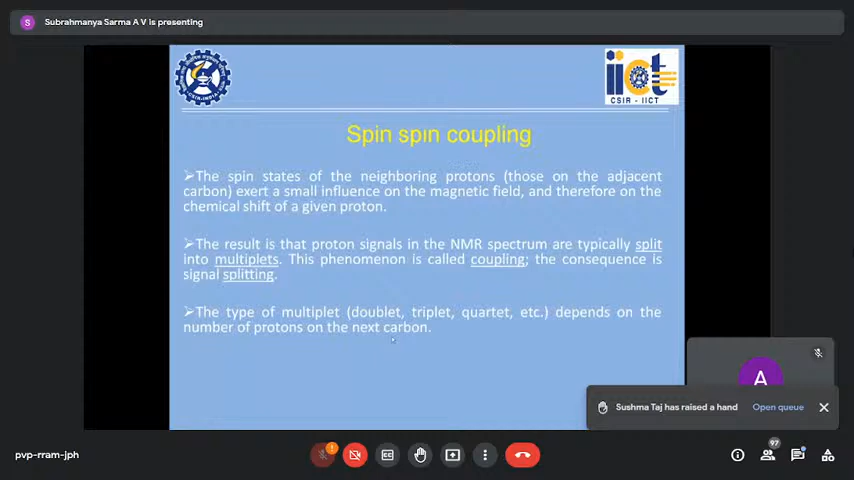 S Subrahmanya Sarma A V is presenting
iict
CSIR - IICT
Spin spin coupling
➢The spin states of the neighboring protons (those on the adjacent
carbon) exert a small influence on the magnetic field, and therefore on the
chemical shift of a given proton.
➢The result is that proton signals in the NMR spectrum are typically split
into multiplets. This phenomenon is called coupling; the consequence is
signal splitting.
➢The type of multiplet (doublet, triplet, quartet, etc.) depends on the
number of protons on the next carbon.
A
Sushma Taj has raised a hand Open queue
pvp-rram-jph
97